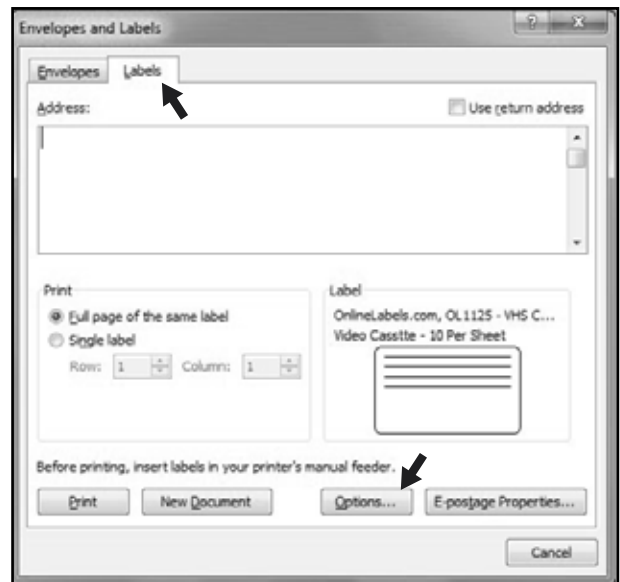 Envelopes and Labels
Envelopes Labels
Address: Use return address
Print
Full page of the same label
Single label
Row: 1 Column: 1
Label
OnlineLabels.com, OL1125 - VHS C...
Video Casstte - 10 Per Sheet
Before printing, insert labels in your printer's manual feeder.
Print New Document Options... E-postage Properties...
Cancel